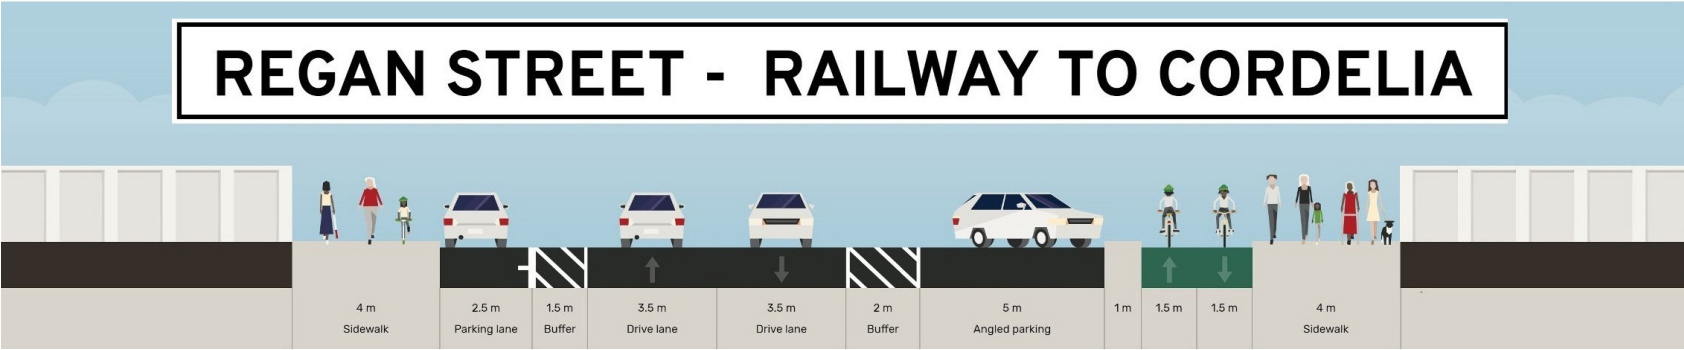 REGAN STREET - RAILWAY TO CORDELIA
4 m
Sidewalk
2.5 m
Parking lane
1.5 m
Buffer
3.5 m
Drive lane
3.5 m
Drive lane
2 m
Buffer
5 m
Angled parking
1 m
1.5 m
1.5 m
4 m
Sidewalk